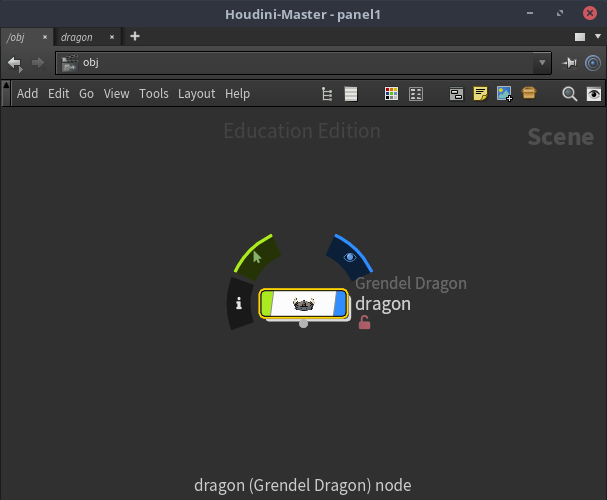 Houdini-Master - panel1
/obj
dragon
obj
Add Edit Go View Tools Layout Help
Education Edition
Scene
Grendel Dragon
dragon
i
dragon (Grendel Dragon) node